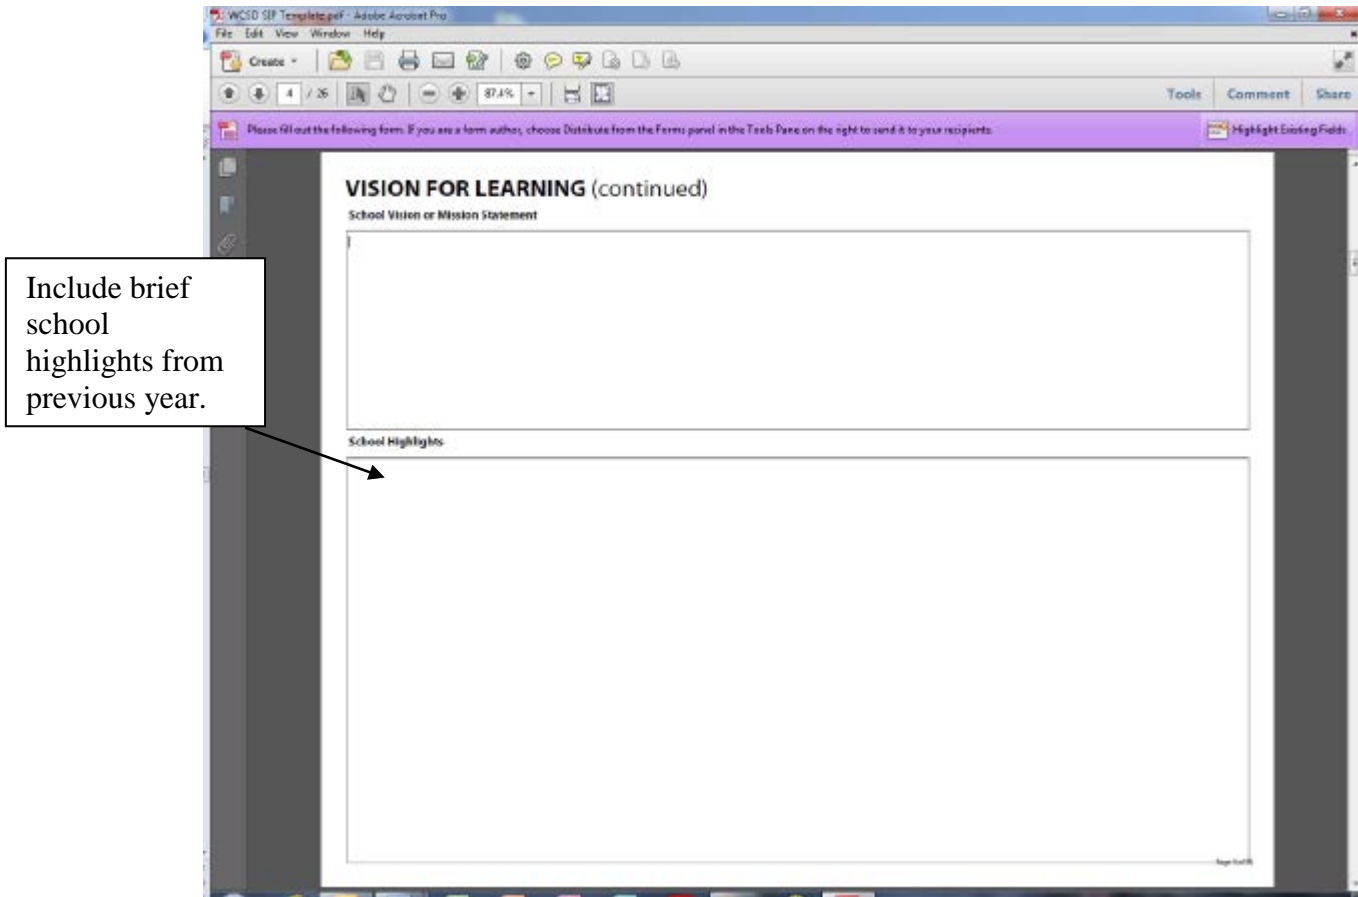 WCSD SIP Template.pdf - Adobe Acrobat Pro
File Edit View Window Help
Create
4 / 26 87.4% Tools Comment Share
Please fill out the following form. If you are a form author, choose Distribute from the Forms panel in the Tools Pane on the right to send it to your recipients. Highlight Existing Fields
VISION FOR LEARNING (continued)
School Vision or Mission Statement
Include brief
school
highlights from
previous year.
School Highlights